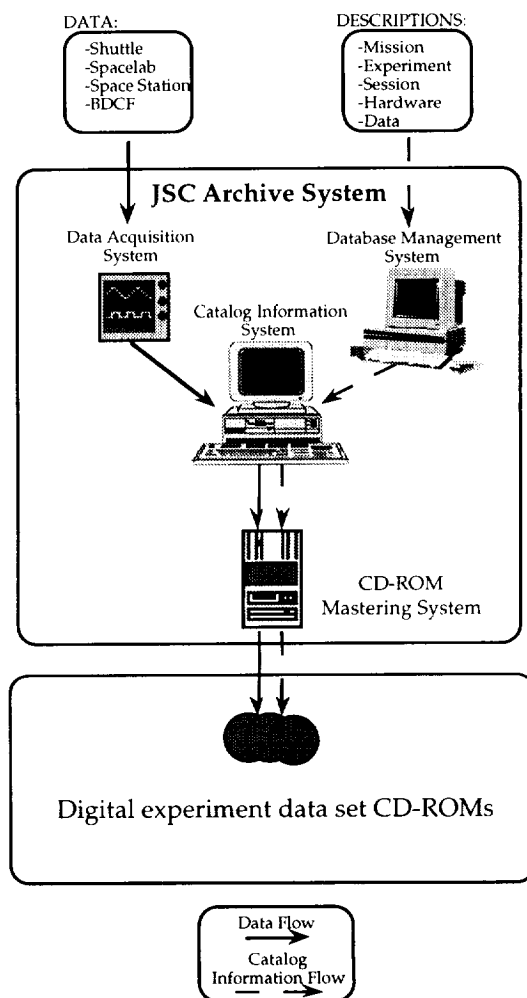 DATA:
-Shuttle
-Spacelab
-Space Station
-BDCF
DESCRIPTIONS:
-Mission
-Experiment
-Session
-Hardware
-Data
JSC Archive System
Data Acquisition
System
Database Management
System
Catalog Information
System
CD-ROM
Mastering System
Digital experiment data set CD-ROMs
Data Flow
Catalog
Information Flow